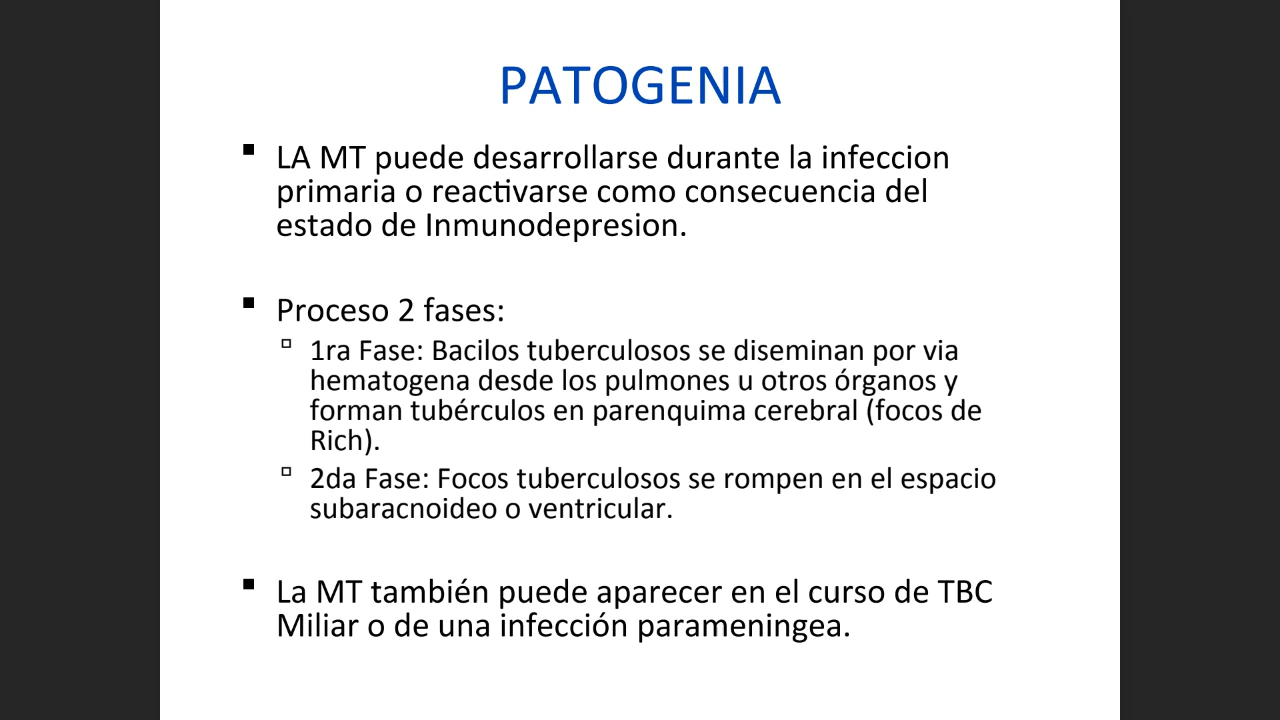 PATOGENIA
▪ LA MT puede desarrollarse durante la infeccion
primaria o reactivarse como consecuencia del
estado de Inmunodepresion.
▪ Proceso 2 fases:
▫ 1ra Fase: Bacilos tuberculosos se diseminan por via
hematogena desde los pulmones u otros órganos y
forman tubérculos en parenquima cerebral (focos de
Rich).
▫ 2da Fase: Focos tuberculosos se rompen en el espacio
subaracnoideo o ventricular.
▪ La MT también puede aparecer en el curso de TBC
Miliar o de una infección parameningea.